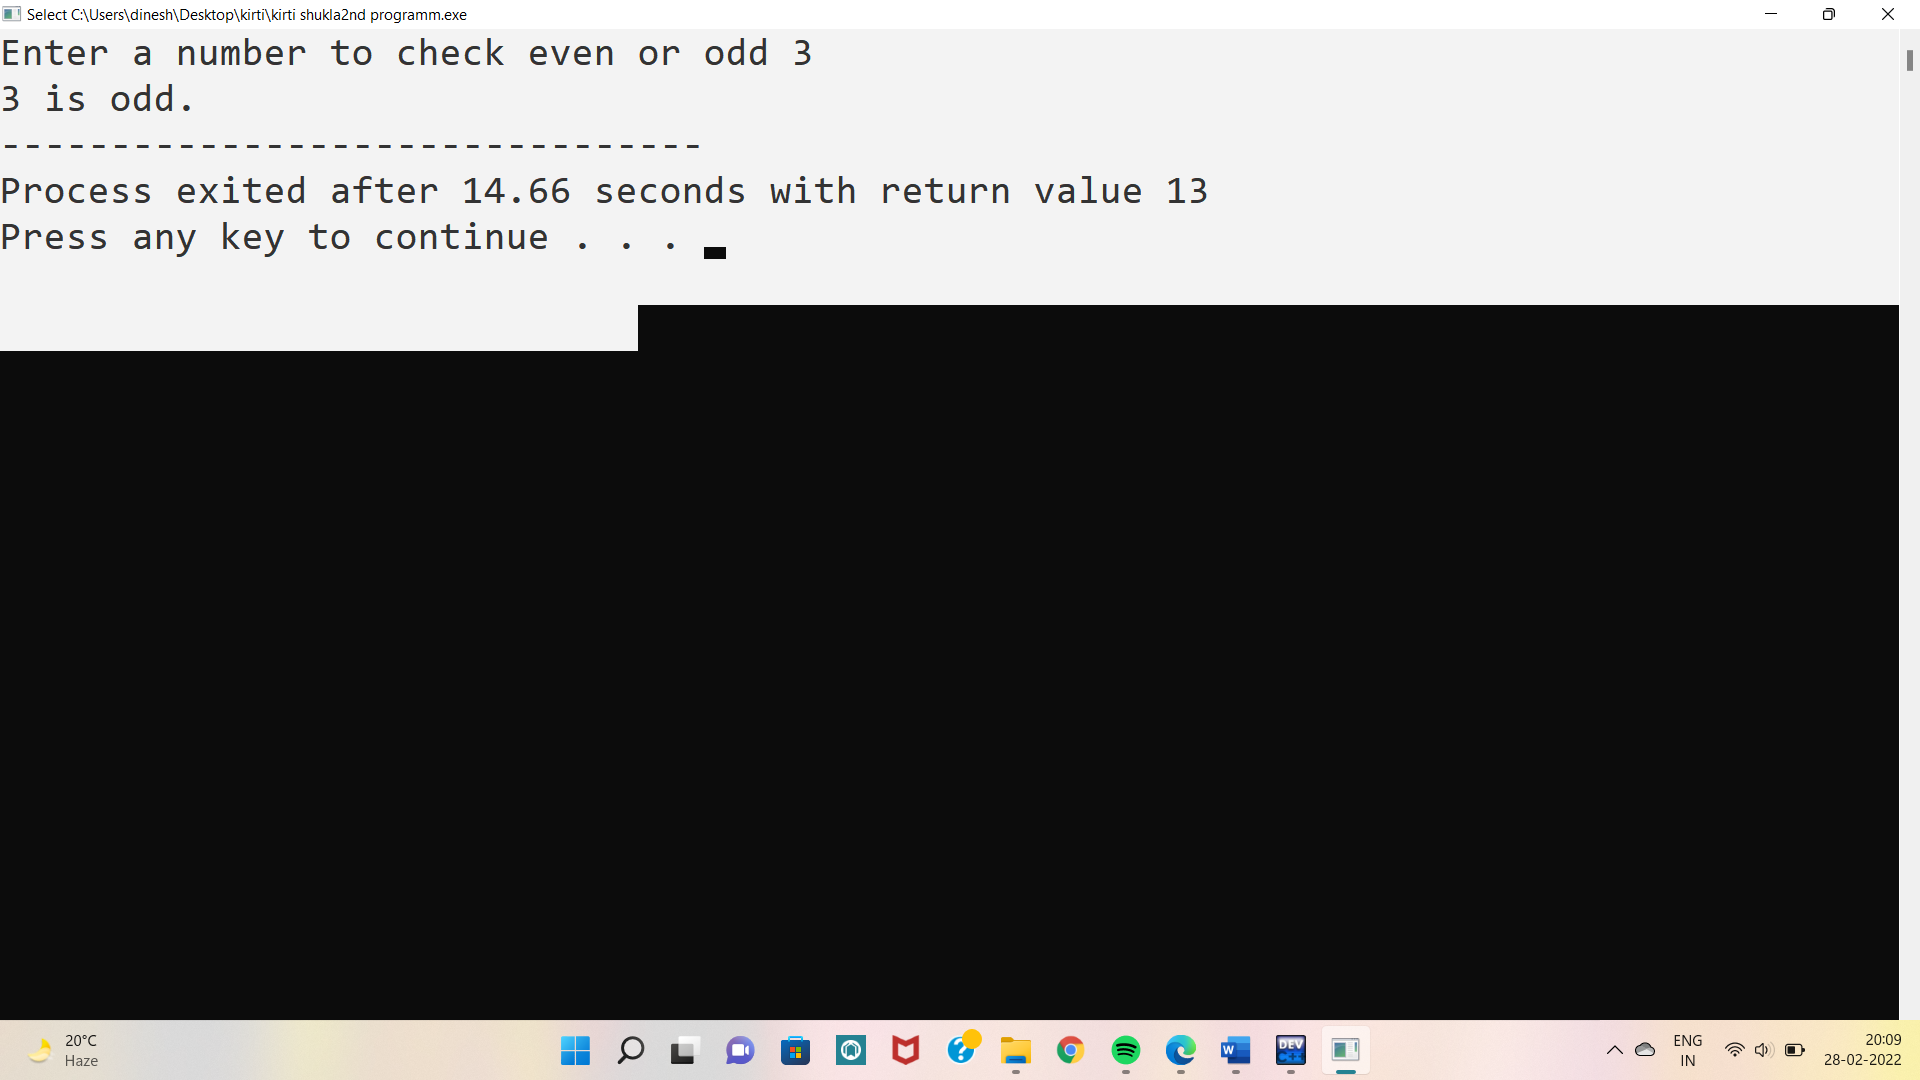 Select C:\Users\dinesh\Desktop\kirti\kirti shukla2nd programm.exe
Enter a number to check even or odd 3
3 is odd.
--------------------------------
Process exited after 14.66 seconds with return value 13
Press any key to continue . . .
20°C
Haze
W
DEV
C++
ENG
IN
20:09
28-02-2022